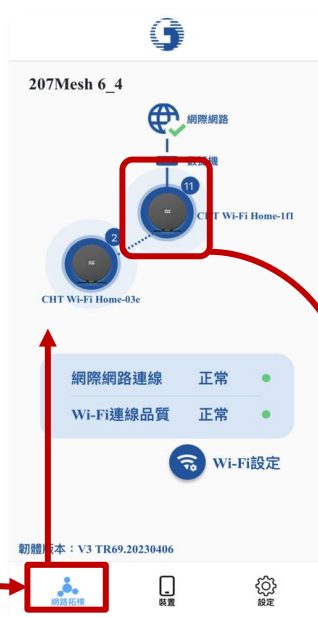 207Mesh 6_4
網際網路
數據機
11
CHT Wi-Fi Home-1f1
2
CHT Wi-Fi Home-03e
網際網路連線 正常
Wi-Fi連線品質 正常
Wi-Fi設定
韌體版本：V3 TR69.20230406
網路拓樸 裝置 設定